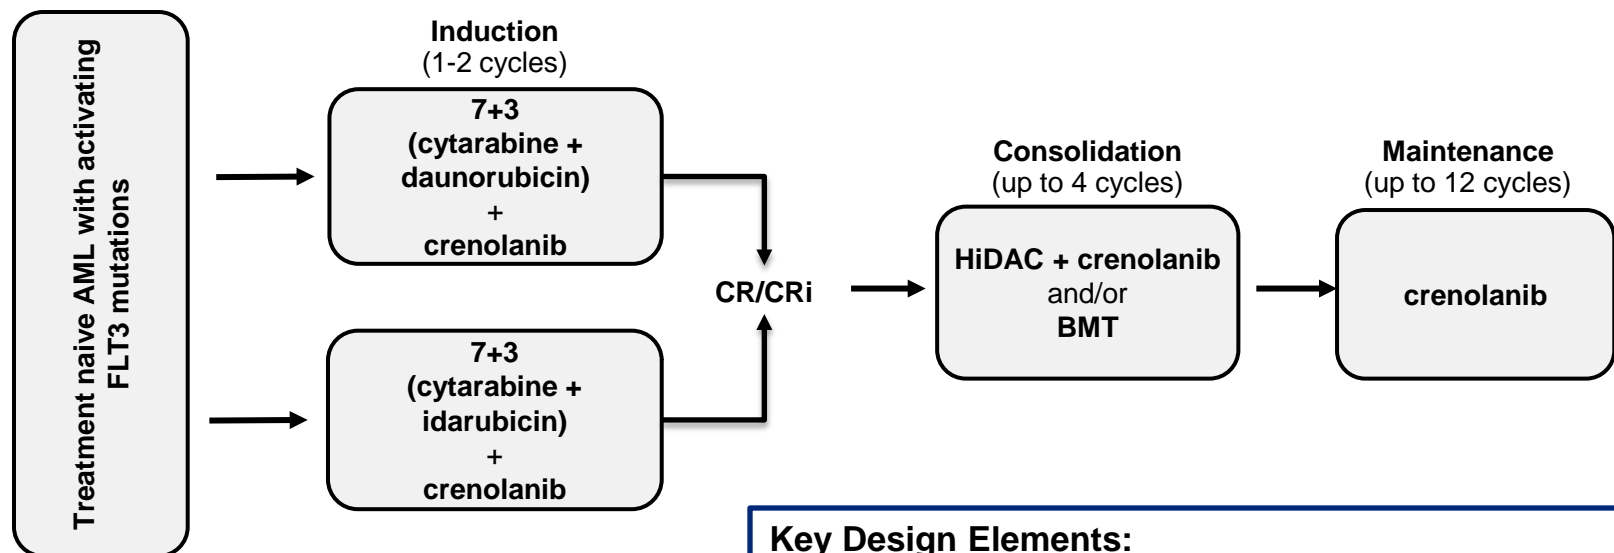 Treatment naive AML with activating
FLT3 mutations
Induction
(1-2 cycles)
7+3
(cytarabine +
daunorubicin)
+
crenolanib
7+3
(cytarabine +
idarubicin)
+
crenolanib
CR/CRi
Consolidation
(up to 4 cycles)
HiDAC + crenolanib
and/or
BMT
Maintenance
(up to 12 cycles)
crenolanib
Key Design Elements: